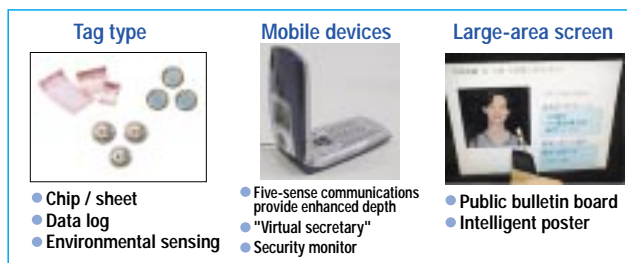 Tag type
Chip / sheet
Data log
Environmental sensing
Mobile devices
Five-sense communications
provide enhanced depth
"Virtual secretary"
Security monitor
Large-area screen
Public bulletin board
Intelligent poster